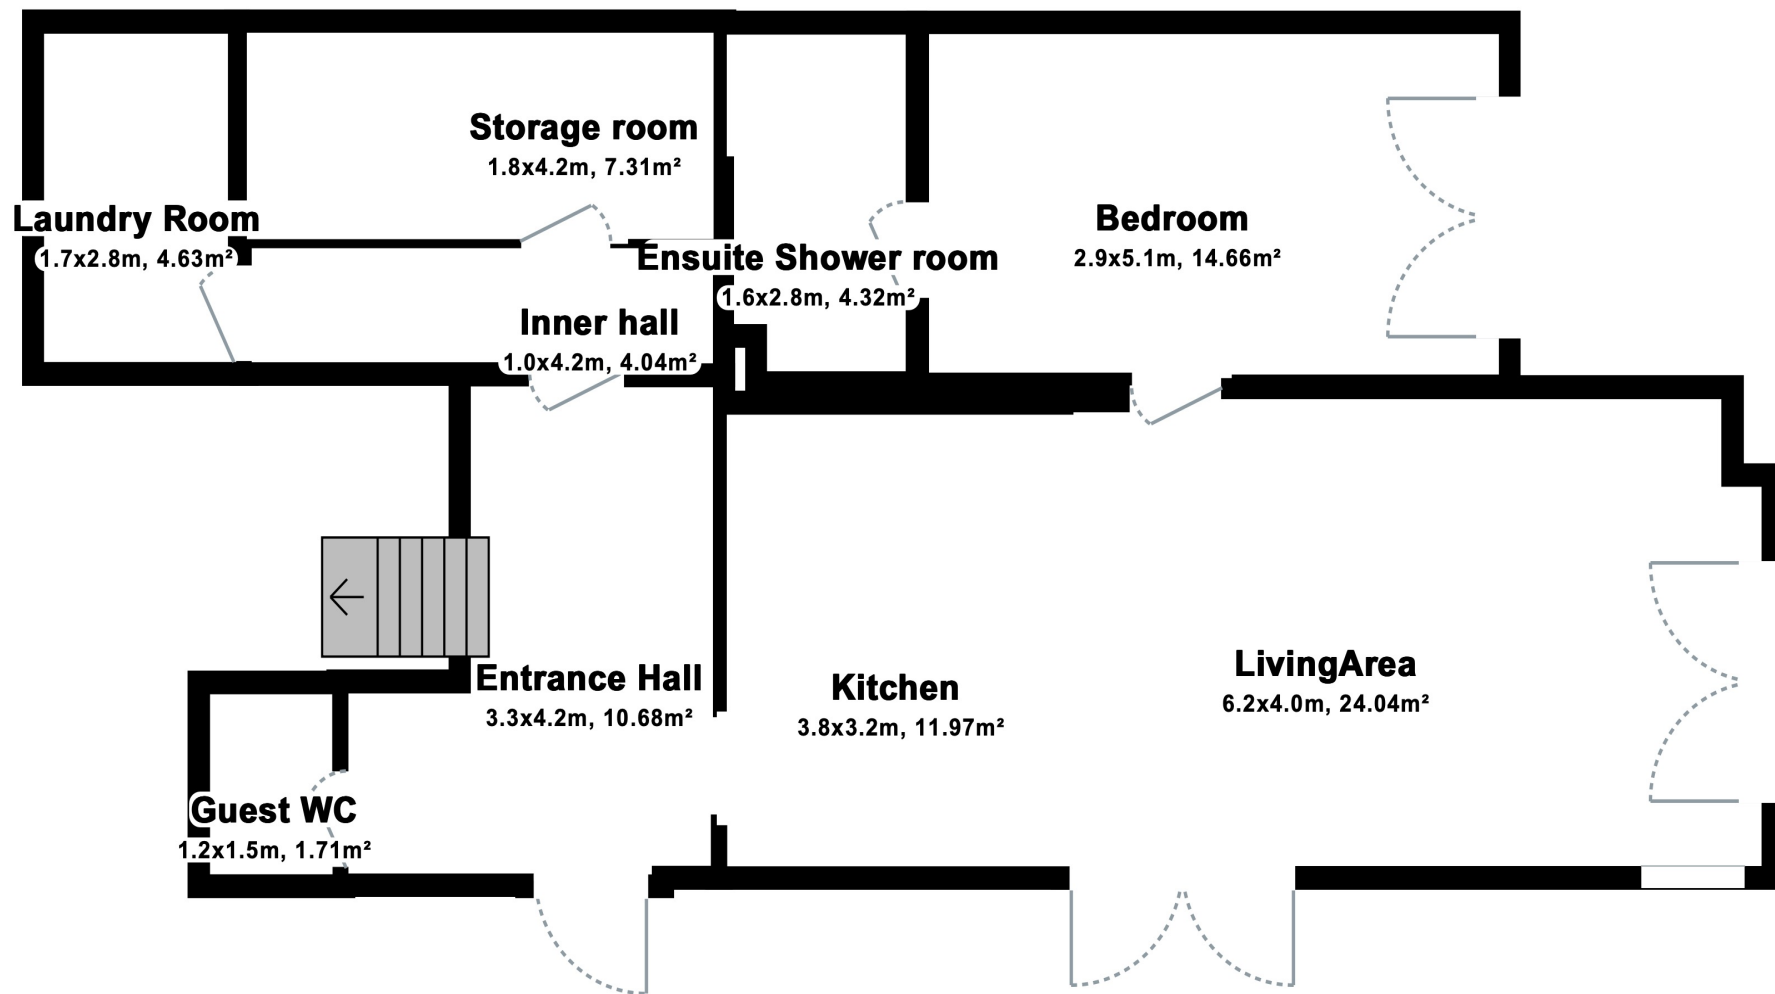 Storage room
1.8x4.2m, 7.31m²
Laundry Room
1.7x2.8m, 4.63m²
Bedroom
2.9x5.1m, 14.66m²
Ensuite Shower room
1.6x2.8m, 4.32m²
Inner hall
1.0x4.2m, 4.04m²
Entrance Hall
3.3x4.2m, 10.68m²
Kitchen
3.8x3.2m, 11.97m²
LivingArea
6.2x4.0m, 24.04m²
Guest WC
1.2x1.5m, 1.71m²